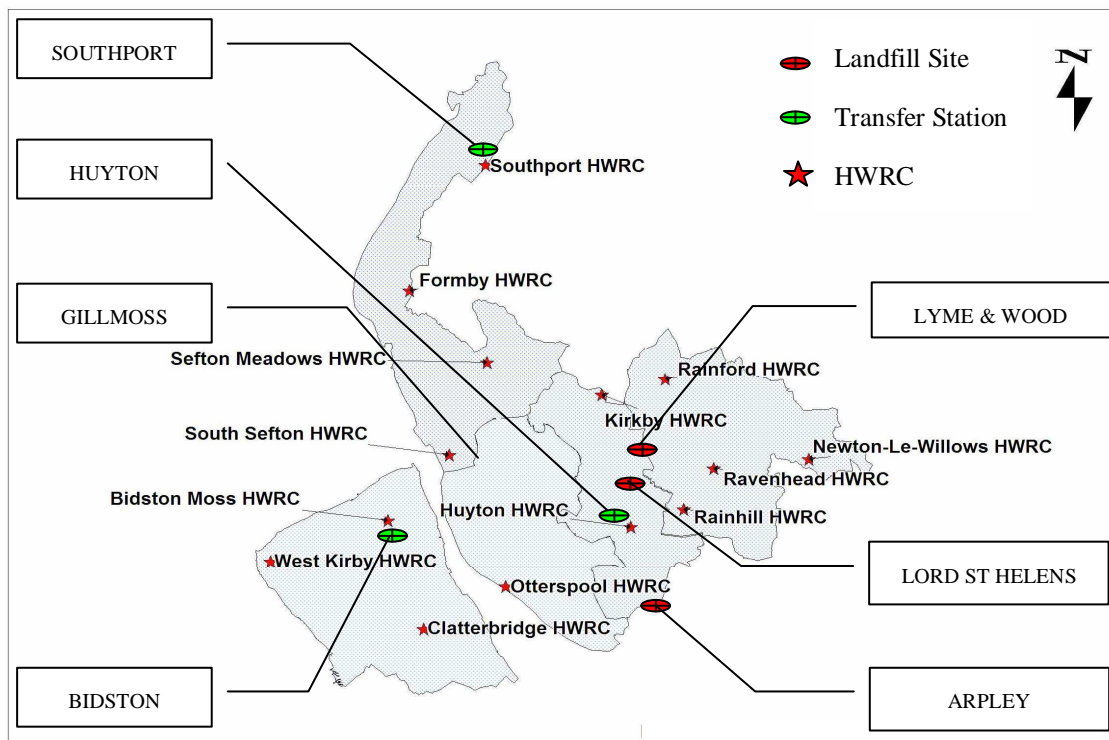 SOUTHPORT
HUYTON
GILLMOSS
BIDSTON
Landfill Site
Transfer Station
HWRC
N
LYME & WOOD
LORD ST HELENS
ARPLEY
Southport HWRC
Formby HWRC
Sefton Meadows HWRC
Rainford HWRC
Kirkby HWRC
South Sefton HWRC
Newton-Le-Willows HWRC
Ravenhead HWRC
Bidston Moss HWRC
Huyton HWRC
Rainhill HWRC
West Kirby HWRC
Otterspool HWRC
Clatterbridge HWRC